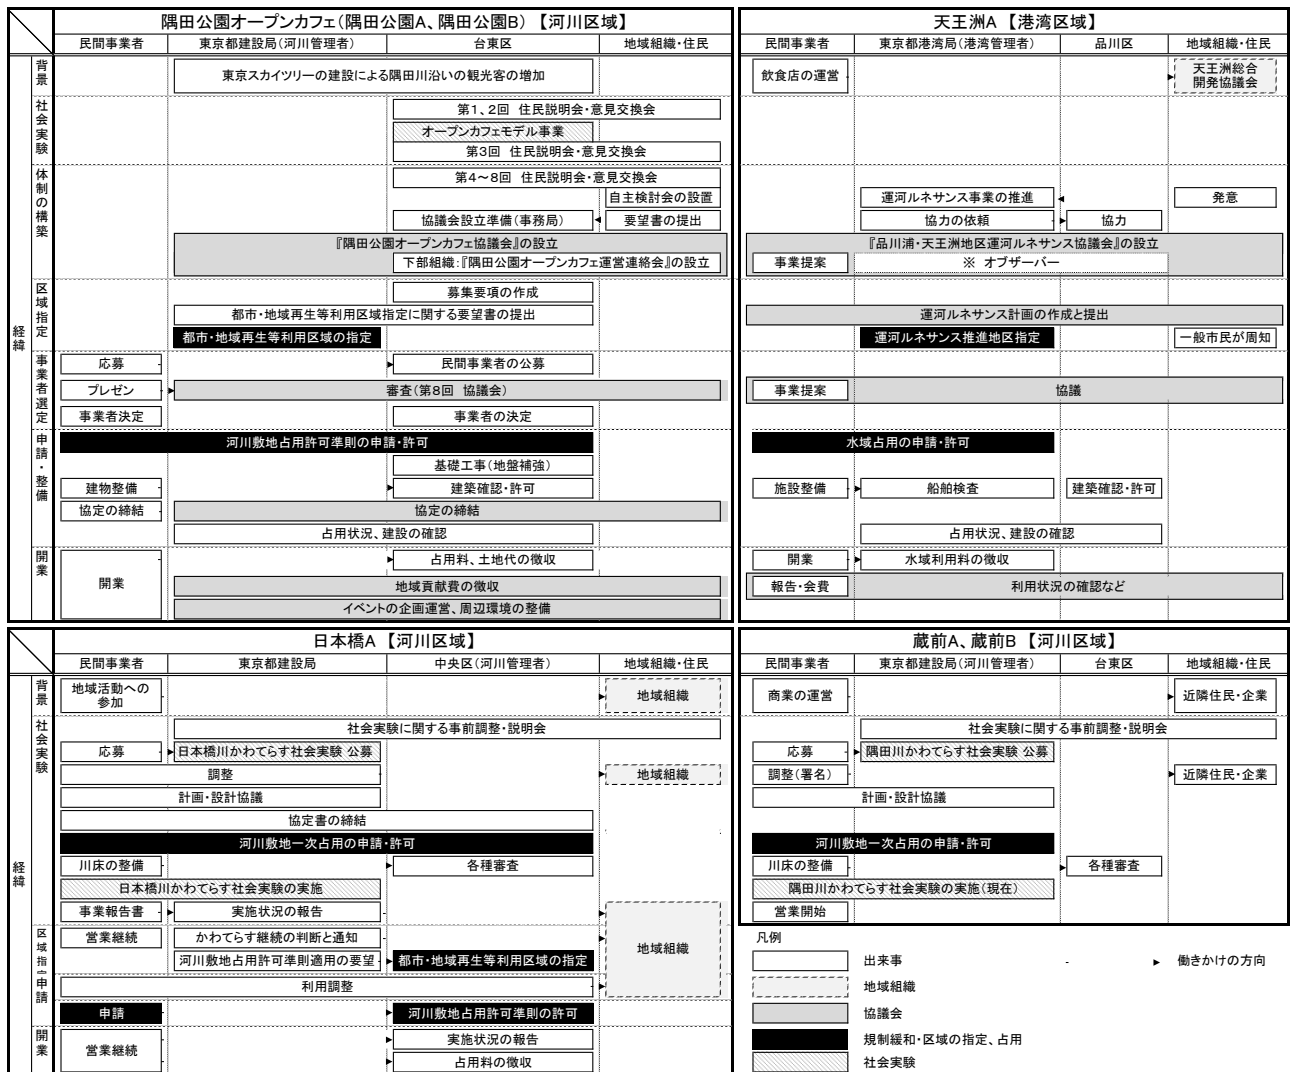 隅田公園オープンカフェ（隅田公園A、隅田公園B）【河川区域】
民間事業者 東京都建設局（河川管理者） 台東区 地域組織・住民
経緯
背景
東京スカイツリーの建設による隅田川沿いの観光客の増加
社会実験
第1、2回 住民説明会・意見交換会
オープンカフェモデル事業
第3回 住民説明会・意見交換会
体制の構築
第4～8回 住民説明会・意見交換会
自主検討会の設置
協議会設立準備（事務局） 要望書の提出
『隅田公園オープンカフェ協議会』の設立
下部組織：『隅田公園オープンカフェ運営連絡会』の設立
区域指定
募集要項の作成
都市・地域再生等利用区域指定に関する要望書の提出
都市・地域再生等利用区域の指定
事業者選定
応募 民間事業者の公募
プレゼン 審査（第8回 協議会）
事業者決定 事業者の決定
申請・整備
河川敷地占用許可準則の申請・許可
基礎工事（地盤補強）
建物整備 建築確認・許可
協定の締結 協定の締結
占用状況、建設の確認
開業
開業 占用料、土地代の徴収
地域貢献費の徴収
イベントの企画運営、周辺環境の整備
天王洲A 【港湾区域】
民間事業者 東京都港湾局（港湾管理者） 品川区 地域組織・住民
飲食店の運営 天王洲総合
開発協議会
運河ルネサンス事業の推進 発意
協力の依頼 協力
『品川浦・天王洲地区運河ルネサンス協議会』の設立
事業提案 ※ オブザーバー
運河ルネサンス計画の作成と提出
運河ルネサンス推進地区指定 一般市民が周知
事業提案 協議
水域占用の申請・許可
施設整備 船舶検査 建築確認・許可
占用状況、建設の確認
開業 水域利用料の徴収
報告・会費 利用状況の確認など
日本橋A 【河川区域】
民間事業者 東京都建設局 中央区（河川管理者） 地域組織・住民
経緯
背景
地域活動への
参加
地域組織
社会実験
社会実験に関する事前調整・説明会
応募 日本橋川かわてらす社会実験 公募
調整 地域組織
計画・設計協議
協定書の締結
河川敷地一次占用の申請・許可
川床の整備 各種審査
日本橋川かわてらす社会実験の実施
事業報告書 実施状況の報告
区域指定申請
営業継続 かわてらす継続の判断と通知 地域組織
河川敷地占用許可準則適用の要望 都市・地域再生等利用区域の指定
利用調整
申請 河川敷地占用許可準則の許可
開業
営業継続 実施状況の報告
占用料の徴収
蔵前A、蔵前B 【河川区域】
民間事業者 東京都建設局（河川管理者） 台東区 地域組織・住民
商業の運営 近隣住民・企業
社会実験に関する事前調整・説明会
応募 隅田川かわてらす社会実験 公募
調整（署名） 近隣住民・企業
計画・設計協議
河川敷地一次占用の申請・許可
川床の整備 各種審査
隅田川かわてらす社会実験の実施（現在）
営業開始
凡例
出来事 働きかけの方向
地域組織
協議会
規制緩和・区域の指定、占用
社会実験